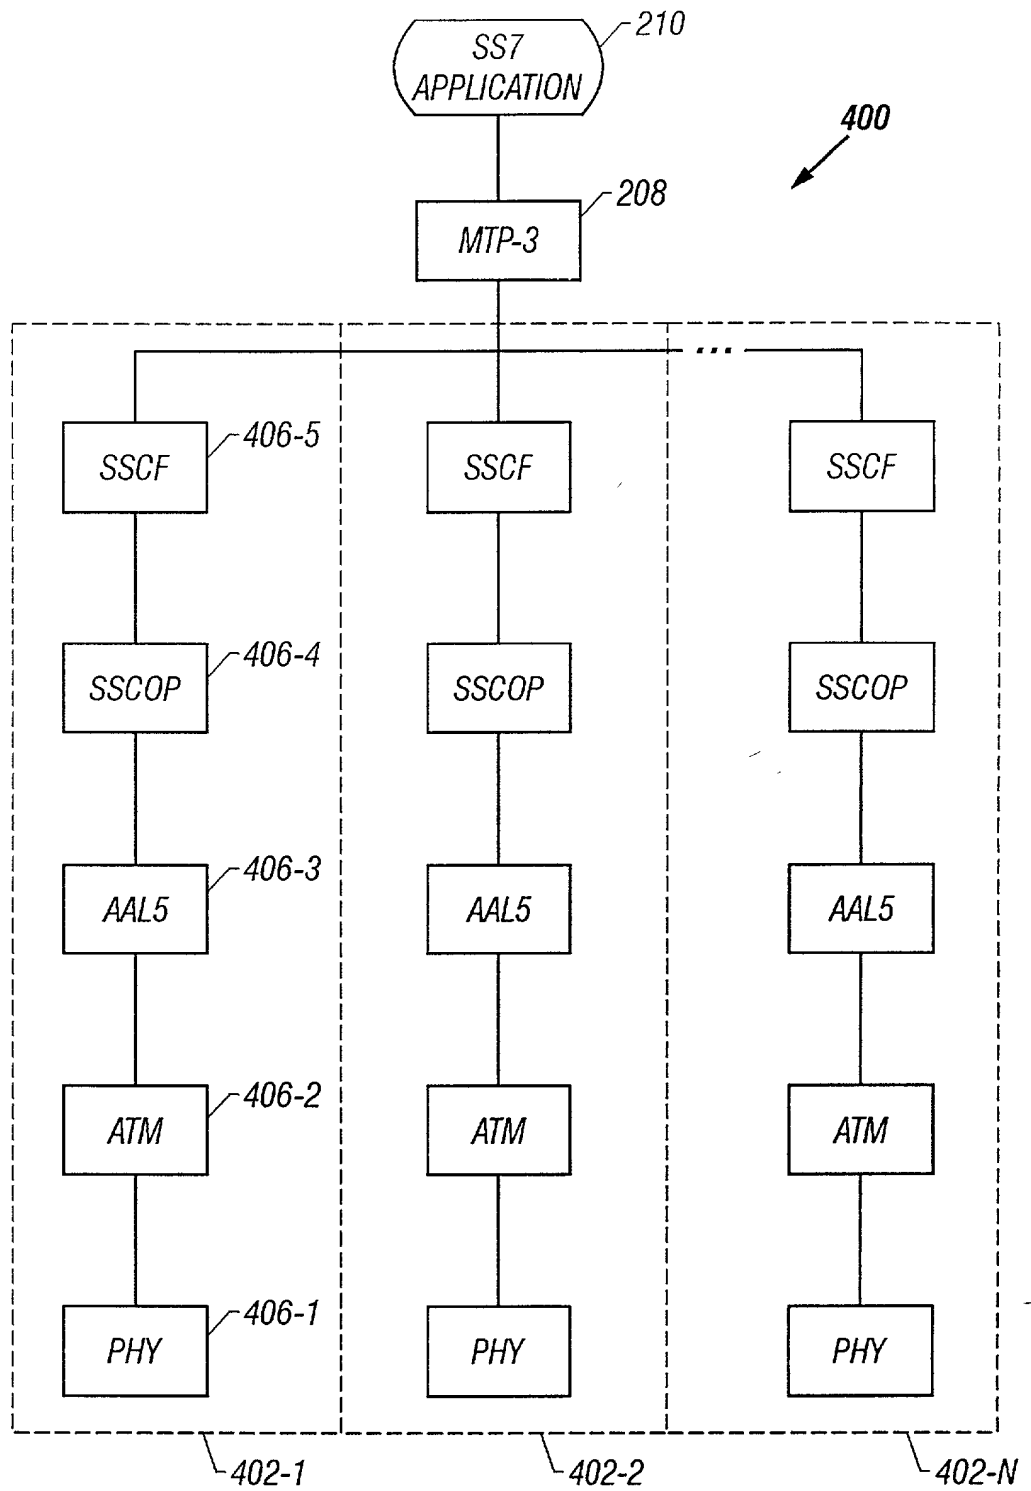 210
SS7
APPLICATION
400
208
MTP-3
...
406-5
SSCF
SSCF
SSCF
406-4
SSCOP
SSCOP
SSCOP
406-3
AAL5
AAL5
AAL5
406-2
ATM
ATM
ATM
406-1
PHY
PHY
PHY
402-1
402-2
402-N